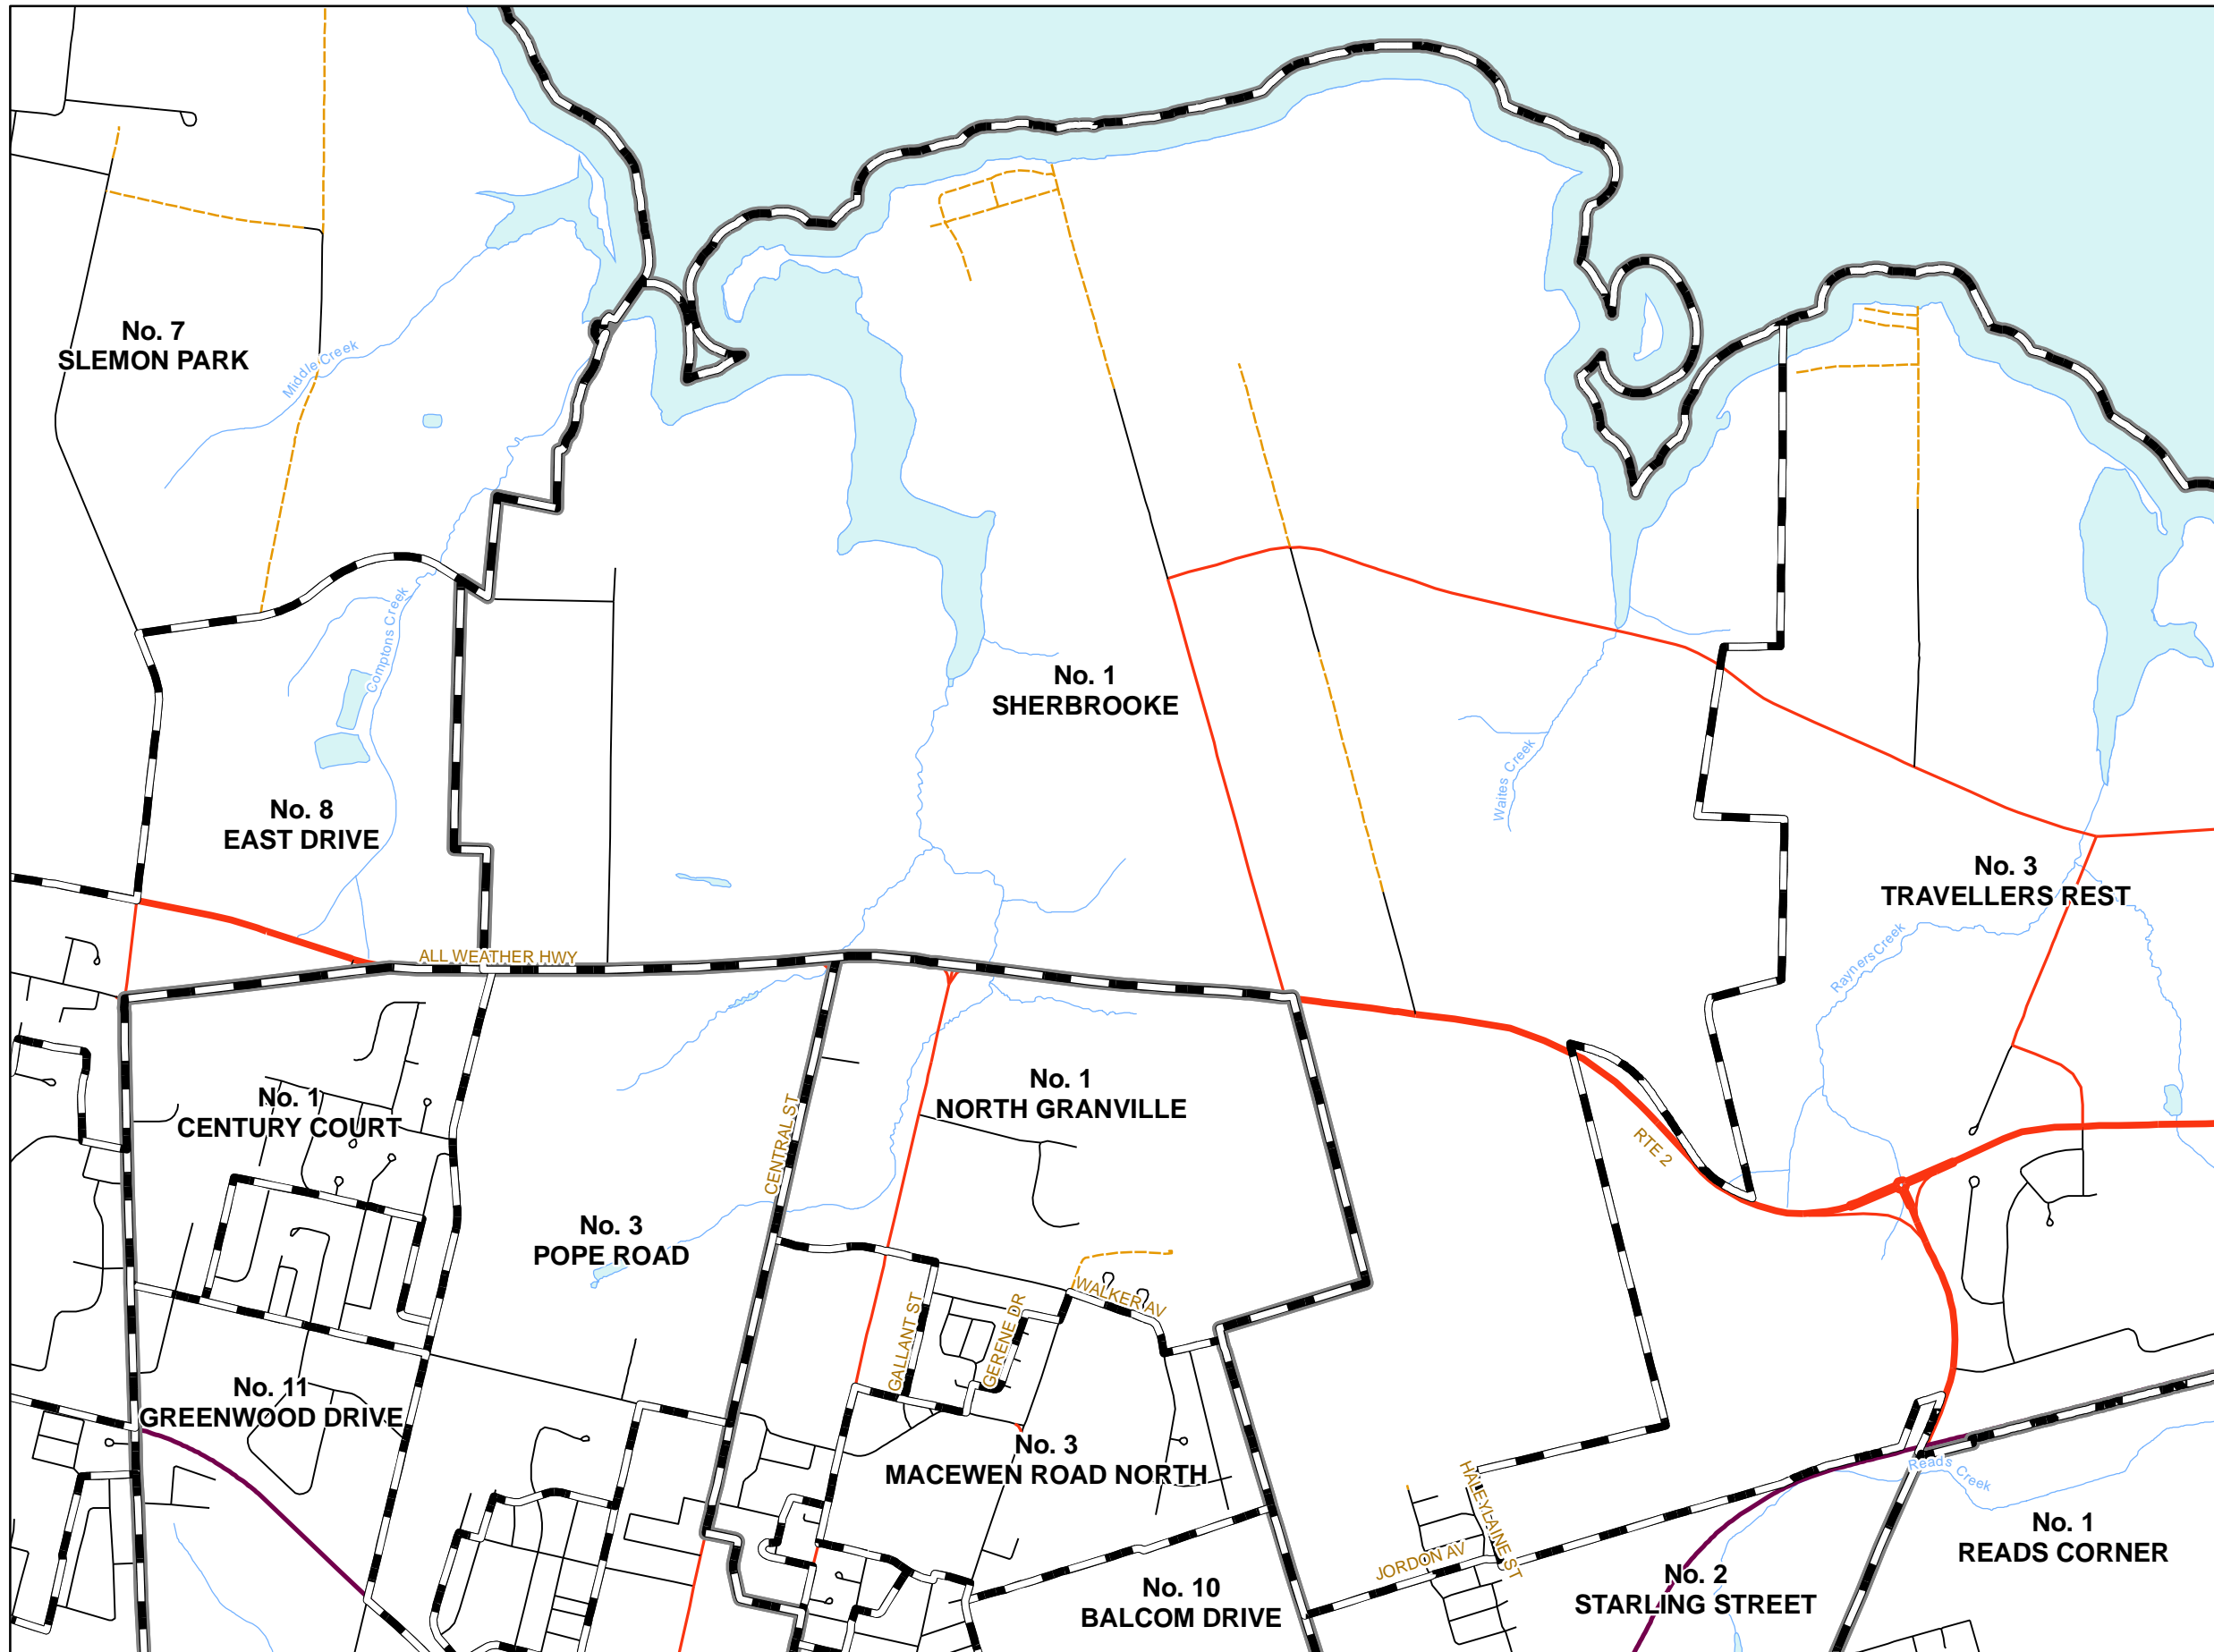 No. 7
SLEMON PARK
Middle Creek
Comptons Creek
No. 1
SHERBROOKE
Waites Creek
No. 8
EAST DRIVE
No. 3
TRAVELLERS REST
Rayners Creek
ALL WEATHER HWY
No. 1
CENTURY COURT
CENTRAL ST
No. 1
NORTH GRANVILLE
RTE 2
No. 3
POPE ROAD
WALKER AV
GALLANT ST
GERENE DR
No. 11
GREENWOOD DRIVE
No. 3
MACEWEN ROAD NORTH
HAILEYLAINE ST
Reads Creek
No. 1
READS CORNER
JORDON AV
No. 2
STARLING STREET
No. 10
BALCOM DRIVE